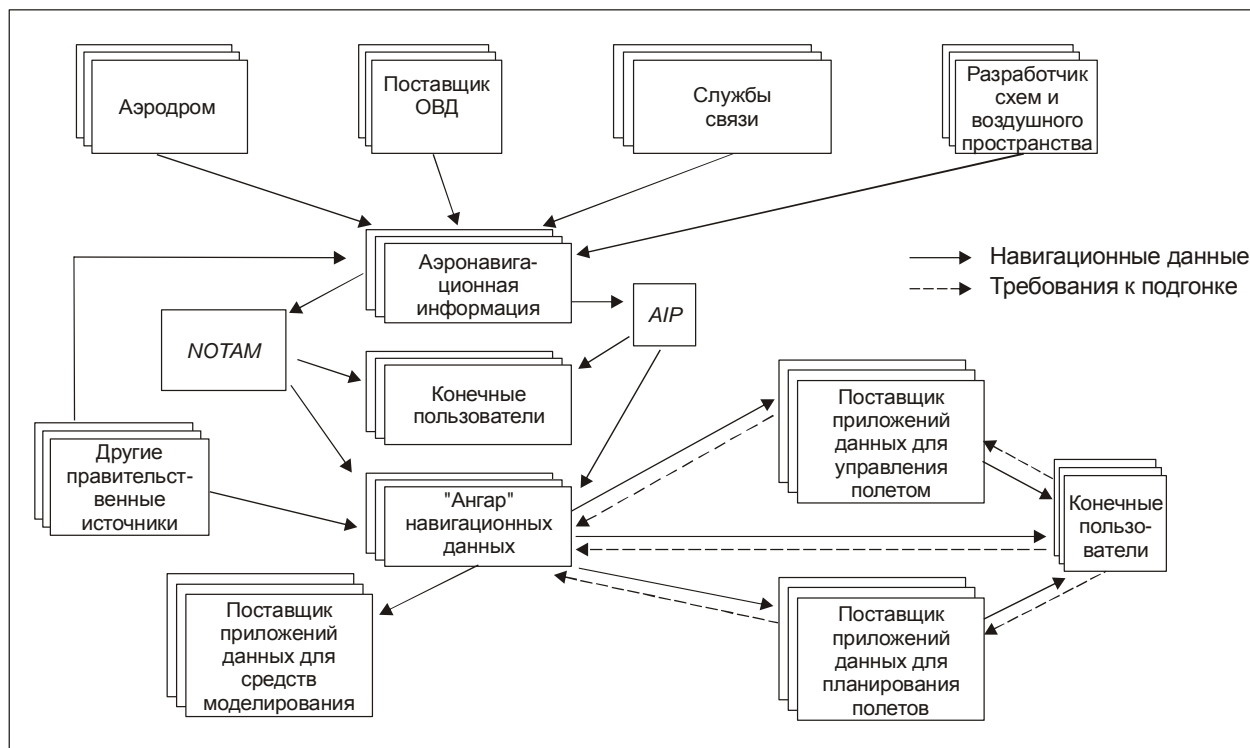 Аэродром
Поставщик
ОВД
Службы
связи
Разработчик
схем и
воздушного
пространства
Аэронавига-
ционная
информация
AIP
NOTAM
Конечные
пользователи
Навигационные данные
Требования к подгонке
Другие
правительст-
венные
источники
"Ангар"
навигационных
данных
Поставщик
приложений
данных для
управления
полетом
Конечные
пользо-
ватели
Поставщик
приложений
данных для
средств
моделирования
Поставщик
приложений
данных для
планирования
полетов